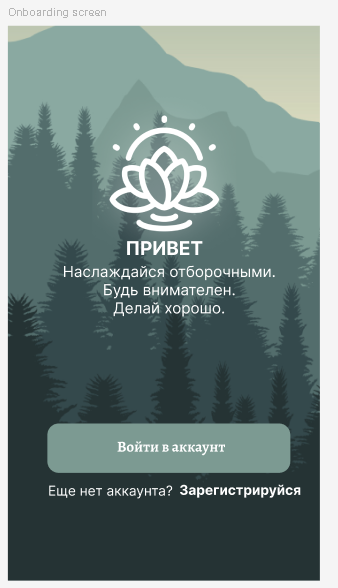 Onboarding screen
ПРИВЕТ
Наслаждайся отборочными.
Будь внимателен.
Делай хорошо.
Войти в аккаунт
Еще нет аккаунта? Зарегистрируйся